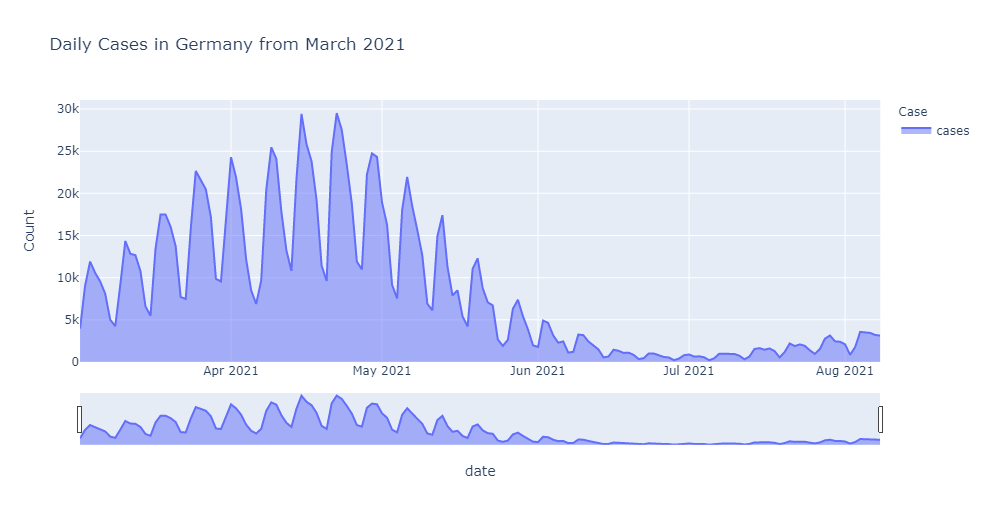 Daily Cases in Germany from March 2021
30k
25k
20k
15k
10k
5k
0
Count
Apr 2021
May 2021
Jun 2021
Jul 2021
Aug 2021
date
Case
cases